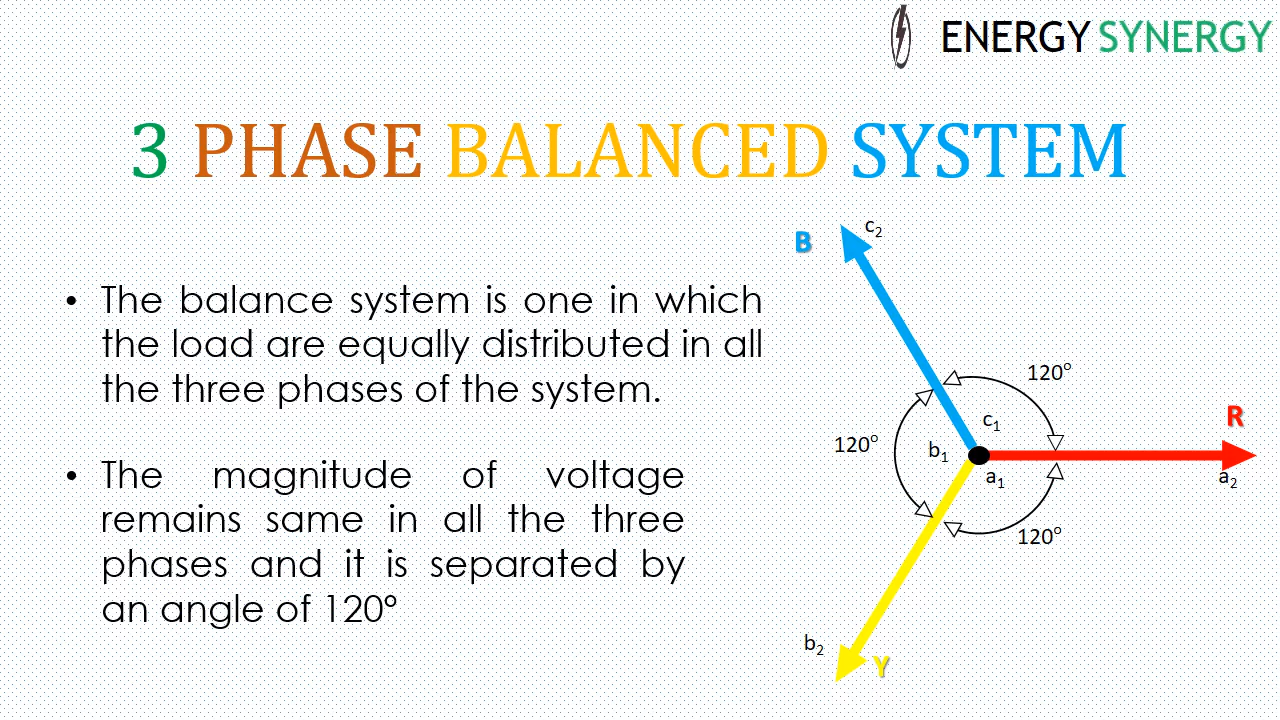 ENERGY SYNERGY
3 PHASE BALANCED SYSTEM
• The balance system is one in which
the load are equally distributed in all
the three phases of the system.
• The magnitude of voltage
remains same in all the three
phases and it is separated by
an angle of 120º
B
c₂
120°
R
c₁
120°
b₁
a₁
a₂
120°
b₂
Y